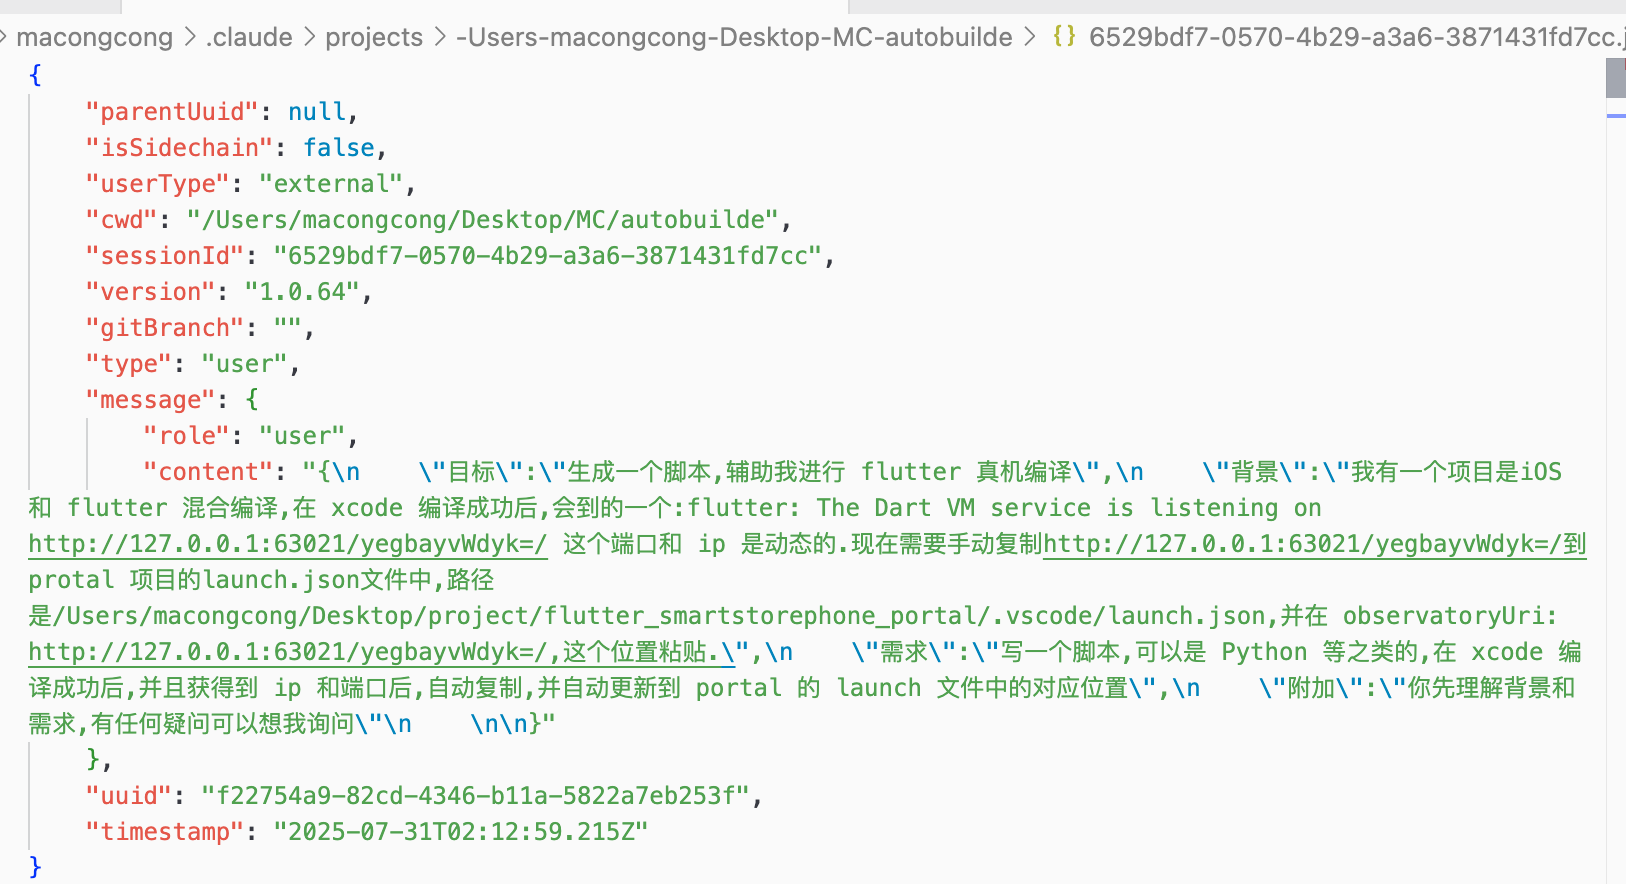 macongcong > .claude > projects > -Users-macongcong-Desktop-MC-autobuilde > {} 6529bdf7-0570-4b29-a3a6-3871431fd7cc.j
{
"parentUuid": null,
"isSidechain": false,
"userType": "external",
"cwd": "/Users/macongcong/Desktop/MC/autobuilde",
"sessionId": "6529bdf7-0570-4b29-a3a6-3871431fd7cc",
"version": "1.0.64",
"gitBranch": "",
"type": "user",
"message": {
"role": "user",
"content": "{\n    \"目标\":\"生成一个脚本,辅助我进行 flutter 真机编译\",\n    \"背景\":\"我有一个项目是iOS
和 flutter 混合编译,在 xcode 编译成功后,会到的一个:flutter: The Dart VM service is listening on
http://127.0.0.1:63021/yegbayvWdyk=/ 这个端口和 ip 是动态的.现在需要手动复制http://127.0.0.1:63021/yegbayvWdyk=/到
protal 项目的launch.json文件中,路径
是/Users/macongcong/Desktop/project/flutter_smartstorephone_portal/.vscode/launch.json,并在 observatoryUri:
http://127.0.0.1:63021/yegbayvWdyk=/,这个位置粘贴.\",\n    \"需求\":\"写一个脚本,可以是 Python 等之类的,在 xcode 编
译成功后,并且获得到 ip 和端口后,自动复制,并自动更新到 portal 的 launch 文件中的对应位置\",\n    \"附加\":\"你先理解背景和
需求,有任何疑问可以想我询问\"\n    \n\n}"
},
"uuid": "f22754a9-82cd-4346-b11a-5822a7eb253f",
"timestamp": "2025-07-31T02:12:59.215Z"
}